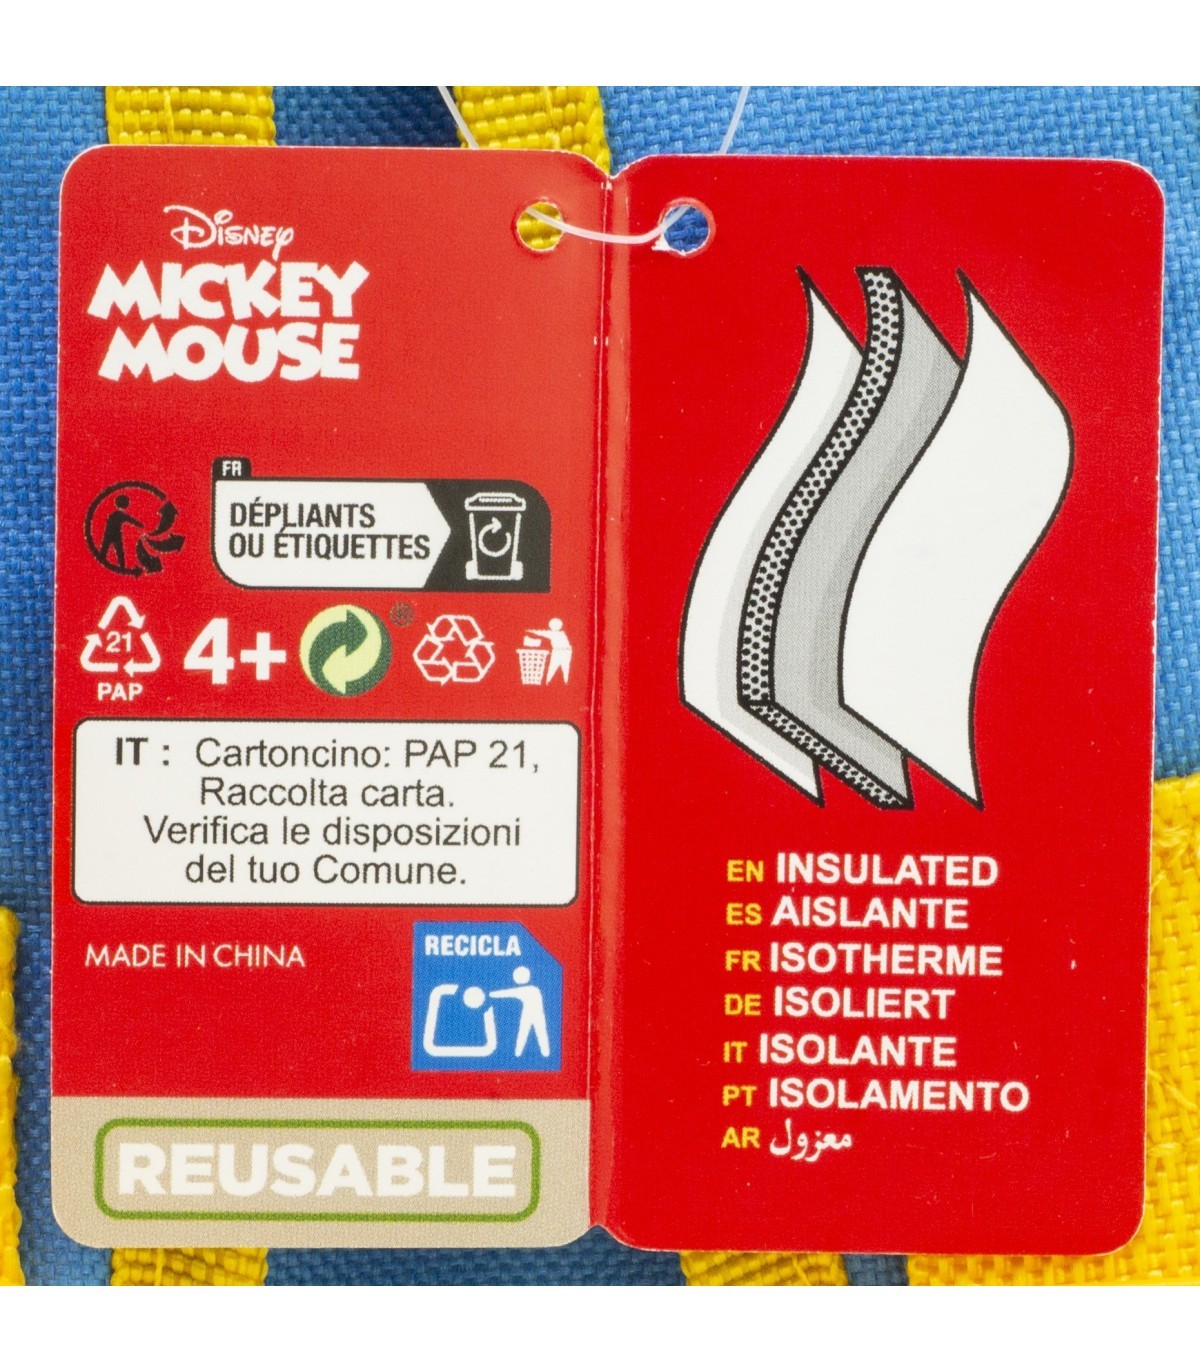 Disney
MICKEY
MOUSE
FR
DÉPLIANTS
OU ÉTIQUETTES
21
PAP
4+
®
IT : Cartoncino: PAP 21,
Raccolta carta.
Verifica le disposizioni
del tuo Comune.
MADE IN CHINA
RECICLA
REUSABLE
EN INSULATED
ES AISLANTE
FR ISOTHERME
DE ISOLIERT
IT ISOLANTE
PT ISOLAMENTO
AR معزول